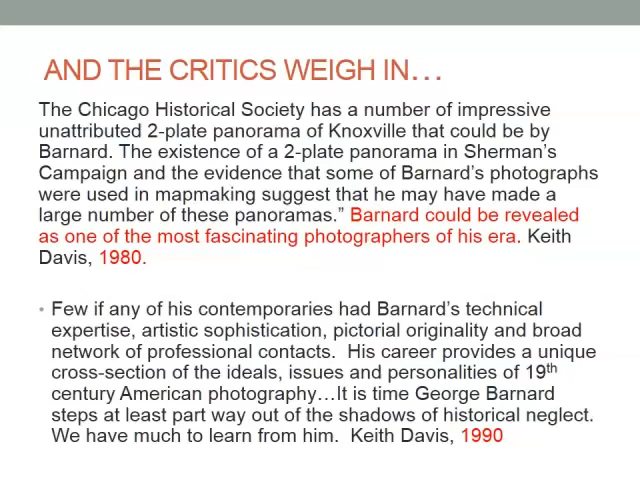 AND THE CRITICS WEIGH IN…
The Chicago Historical Society has a number of impressive
unattributed 2-plate panorama of Knoxville that could be by
Barnard. The existence of a 2-plate panorama in Sherman’s
Campaign and the evidence that some of Barnard’s photographs
were used in mapmaking suggest that he may have made a
large number of these panoramas.” Barnard could be revealed
as one of the most fascinating photographers of his era. Keith
Davis, 1980.
• Few if any of his contemporaries had Barnard’s technical
expertise, artistic sophistication, pictorial originality and broad
network of professional contacts.  His career provides a unique
cross-section of the ideals, issues and personalities of 19th
century American photography…It is time George Barnard
steps at least part way out of the shadows of historical neglect.
We have much to learn from him.  Keith Davis, 1990